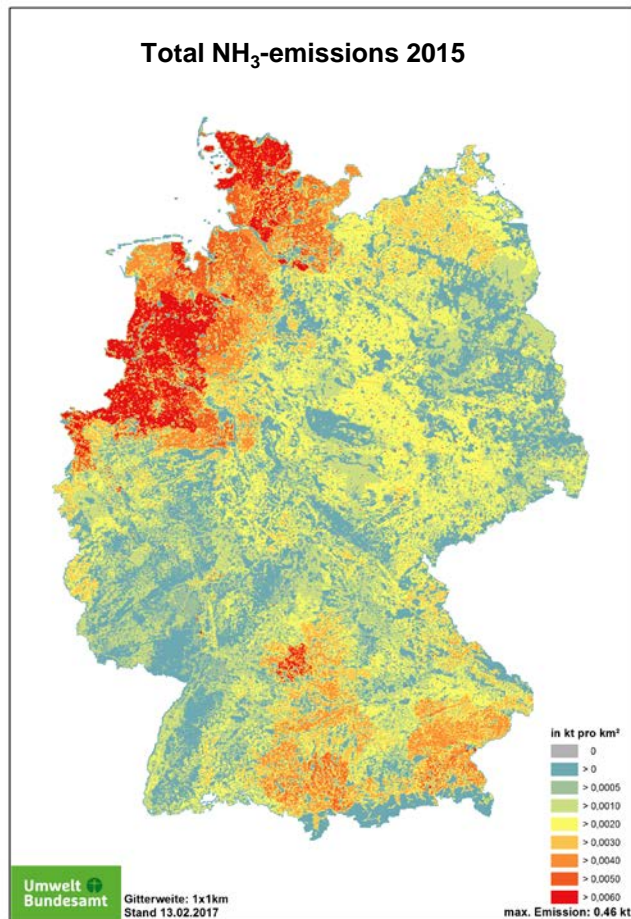 Total NH₃-emissions 2015
in kt pro km²
0
> 0
> 0,0005
> 0,0010
> 0,0020
> 0,0030
> 0,0040
> 0,0050
> 0,0060
max. Emission: 0.46 kt
Umwelt
Bundesamt
Gitterweite: 1x1km
Stand 13.02.2017